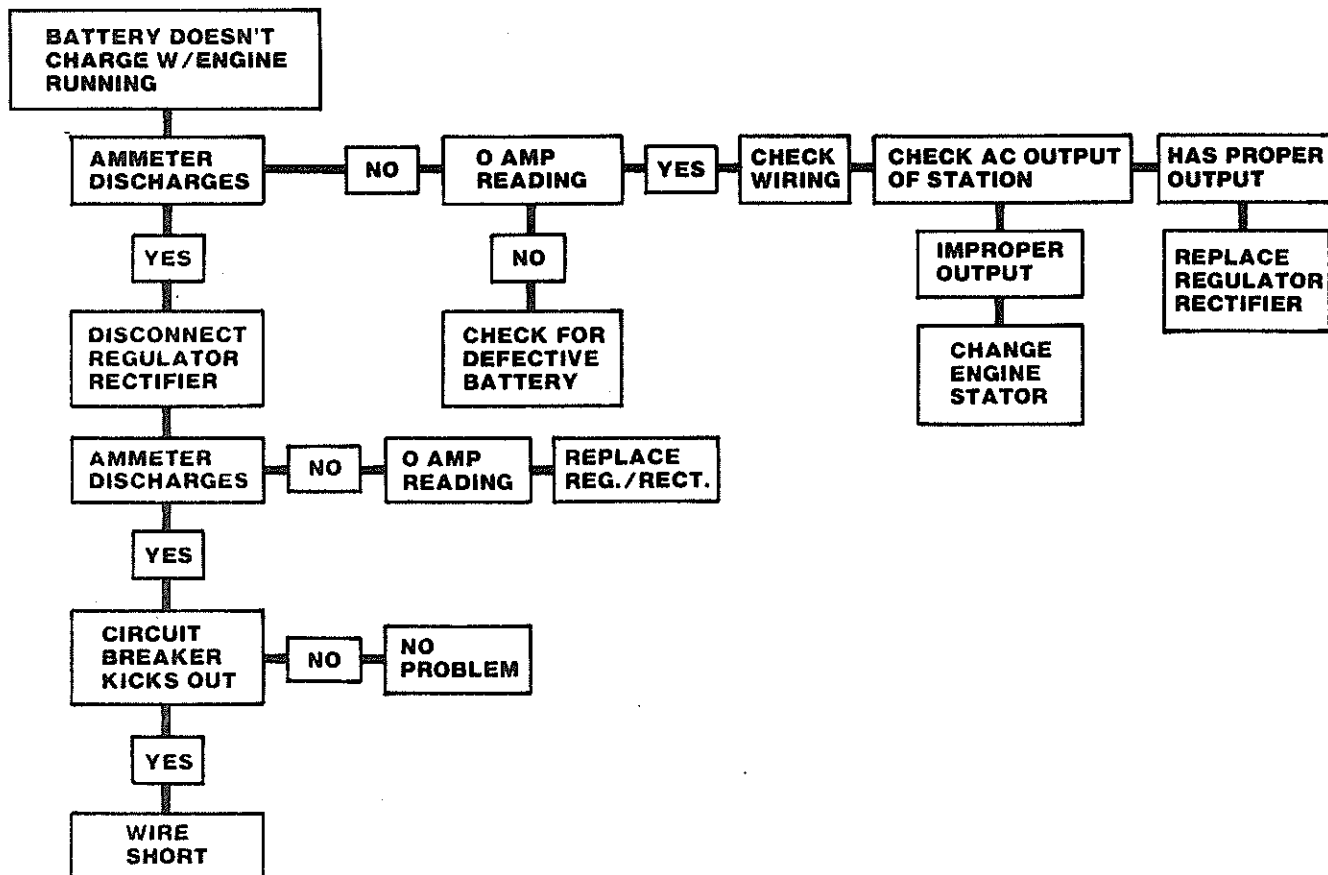 BATTERY DOESN'T
CHARGE W/ENGINE
RUNNING
AMMETER
DISCHARGES
NO
O AMP
READING
YES
CHECK
WIRING
CHECK AC OUTPUT
OF STATION
HAS PROPER
OUTPUT
YES
NO
IMPROPER
OUTPUT
REPLACE
REGULATOR
RECTIFIER
DISCONNECT
REGULATOR
RECTIFIER
CHECK FOR
DEFECTIVE
BATTERY
CHANGE
ENGINE
STATOR
AMMETER
DISCHARGES
NO
O AMP
READING
REPLACE
REG./RECT.
YES
CIRCUIT
BREAKER
KICKS OUT
NO
NO
PROBLEM
YES
WIRE
SHORT